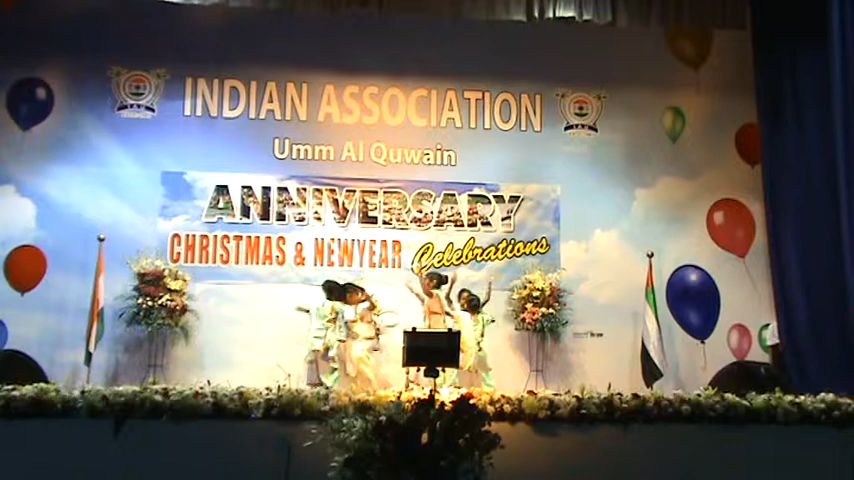 INDIAN ASSOCIATION
Umm Al Quwain
ANNIVERSARY
CHRISTMAS & NEWYEAR Celebrations